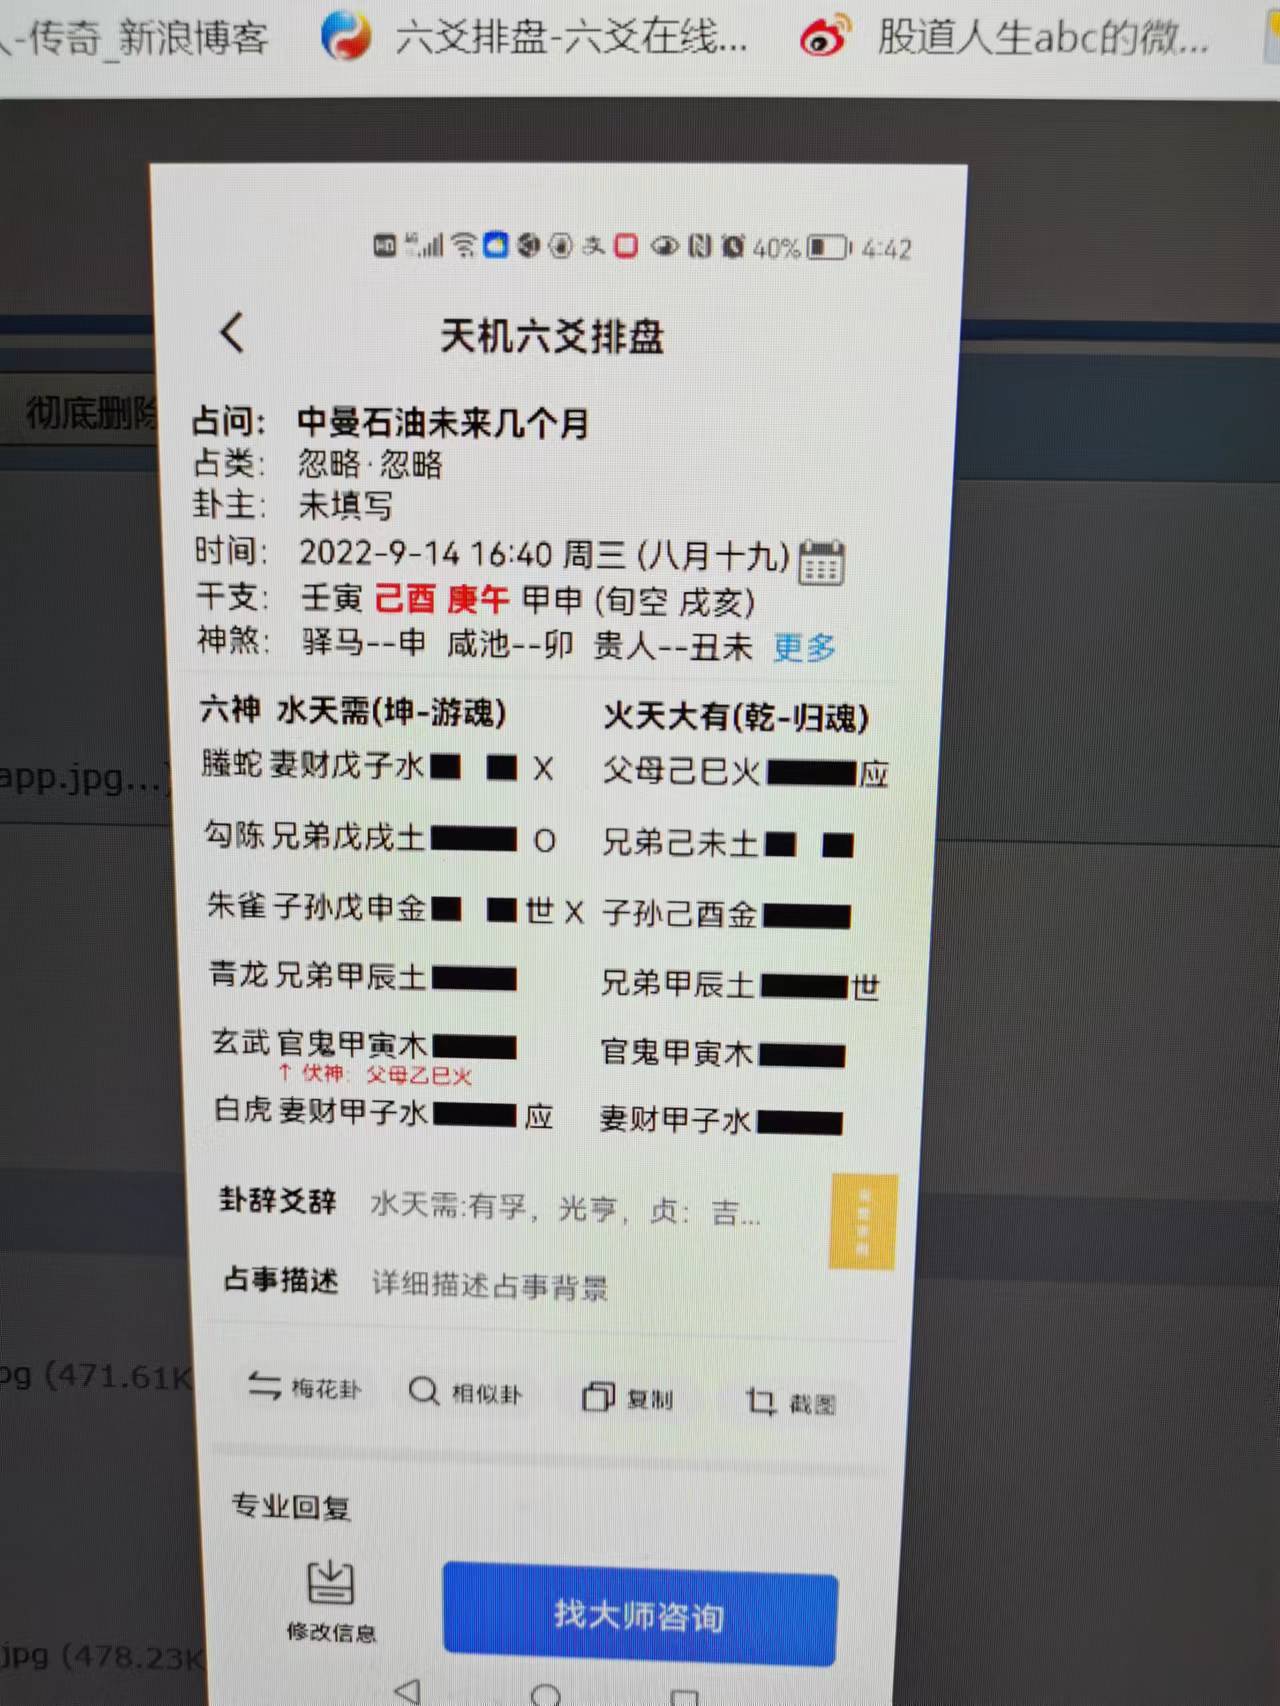 -传奇_新浪博客 六爻排盘-六爻在线... 股道人生abc的微...
40% 4:42
天机六爻排盘
彻底删除
占问： 中曼石油未来几个月
占类： 忽略·忽略
卦主： 未填写
时间： 2022-9-14 16:40 周三 (八月十九)
干支： 壬寅 己酉 庚午 甲申 (旬空 戌亥)
神煞： 驿马--申 咸池--卯 贵人--丑未 更多
六神 水天需(坤-游魂) 火天大有(乾-归魂)
螣蛇 妻财戊子水 X 父母己巳火 应
app.jpg...
勾陈 兄弟戊戌土 O 兄弟己未土
朱雀 子孙戊申金 世 X 子孙己酉金
青龙 兄弟甲辰土 兄弟甲辰土 世
玄武 官鬼甲寅木 官鬼甲寅木
↑ 伏神: 父母乙巳火
白虎 妻财甲子水 应 妻财甲子水
卦辞爻辞 水天需:有孚，光亨，贞：吉...
占事描述 详细描述占事背景
pg (471.61K
梅花卦 相似卦 复制 截图
专业回复
修改信息 找大师咨询
jpg (478.23K